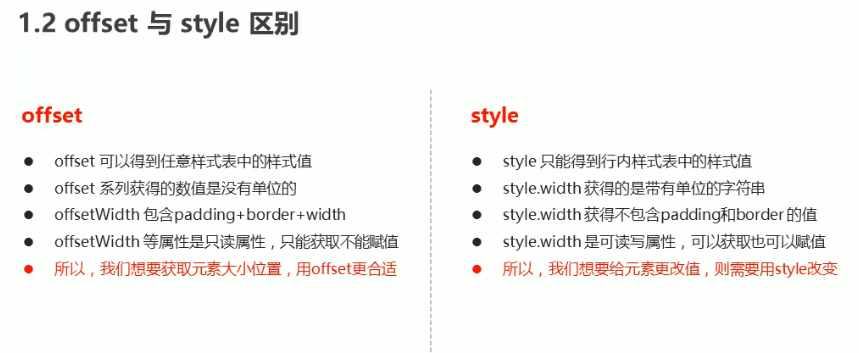 1.2 offset 与 style 区别
offset
● offset 可以得到任意样式表中的样式值
● offset 系列获得的数值是没有单位的
● offsetWidth 包含padding+border+width
● offsetWidth 等属性是只读属性，只能获取不能赋值
● 所以，我们想要获取元素大小位置，用offset更合适
style
● style 只能得到行内样式表中的样式值
● style.width 获得的是带有单位的字符串
● style.width 获得不包含padding和border 的值
● style.width 是可读写属性，可以获取也可以赋值
● 所以，我们想要给元素更改值，则需要用style改变